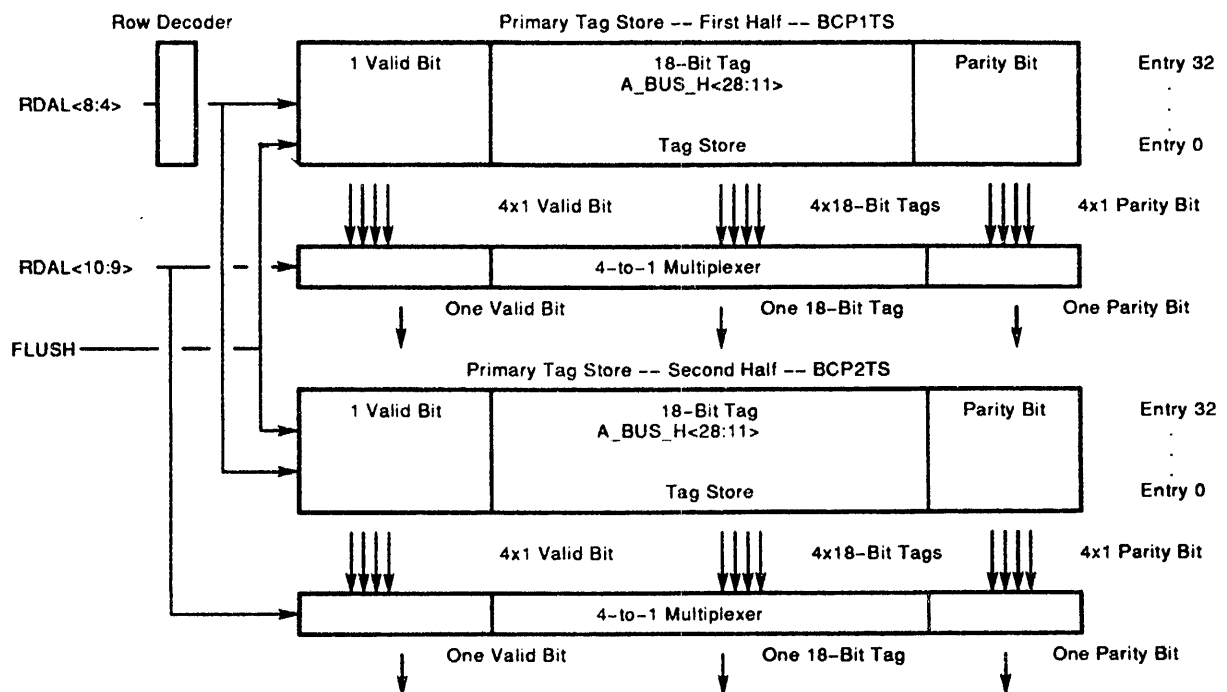 Row Decoder
Primary Tag Store -- First Half -- BCP1TS
1 Valid Bit 18-Bit Tag Parity Bit Entry 32
A_BUS_H<28:11>
RDAL<8:4>
Tag Store Entry 0
4x1 Valid Bit 4x18-Bit Tags 4x1 Parity Bit
RDAL<10:9> 4-to-1 Multiplexer
One Valid Bit One 18-Bit Tag One Parity Bit
FLUSH
Primary Tag Store -- Second Half -- BCP2TS
1 Valid Bit 18-Bit Tag Parity Bit Entry 32
A_BUS_H<28:11>
Tag Store Entry 0
4x1 Valid Bit 4x18-Bit Tags 4x1 Parity Bit
4-to-1 Multiplexer
One Valid Bit One 18-Bit Tag One Parity Bit